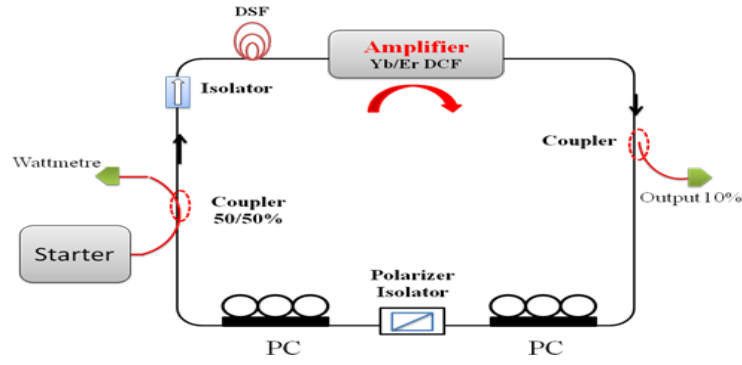 DSF
Amplifier
Yb/Er DCF
Isolator
Coupler
Wattmetre
Output 10%
Coupler
50/50%
Starter
Polarizer
Isolator
PC
PC